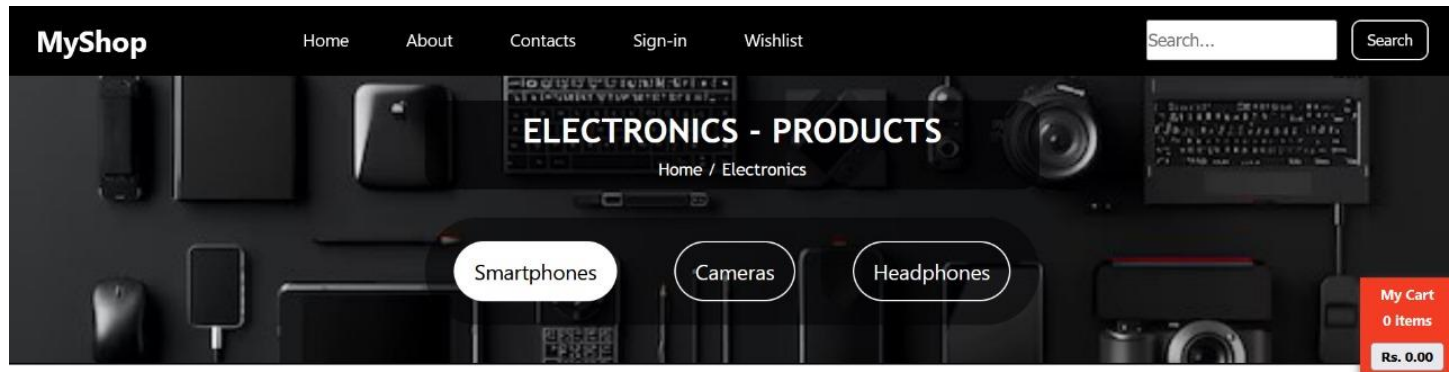 MyShop Home About Contacts Sign-in Wishlist Search... Search
ELECTRONICS - PRODUCTS
Home / Electronics
Smartphones Cameras Headphones
My Cart
0 items
Rs. 0.00